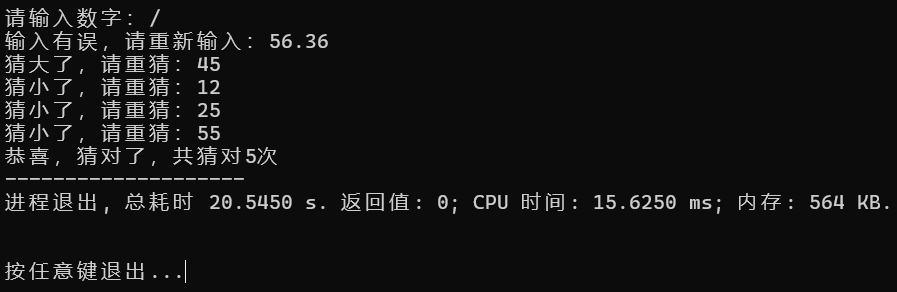 请输入数字: /
输入有误, 请重新输入: 56.36
猜大了, 请重猜: 45
猜小了, 请重猜: 12
猜小了, 请重猜: 25
猜小了, 请重猜: 55
恭喜, 猜对了, 共猜对5次
--------------------
进程退出, 总耗时 20.5450 s. 返回值: 0; CPU 时间: 15.6250 ms; 内存: 564 KB.
按任意键退出...